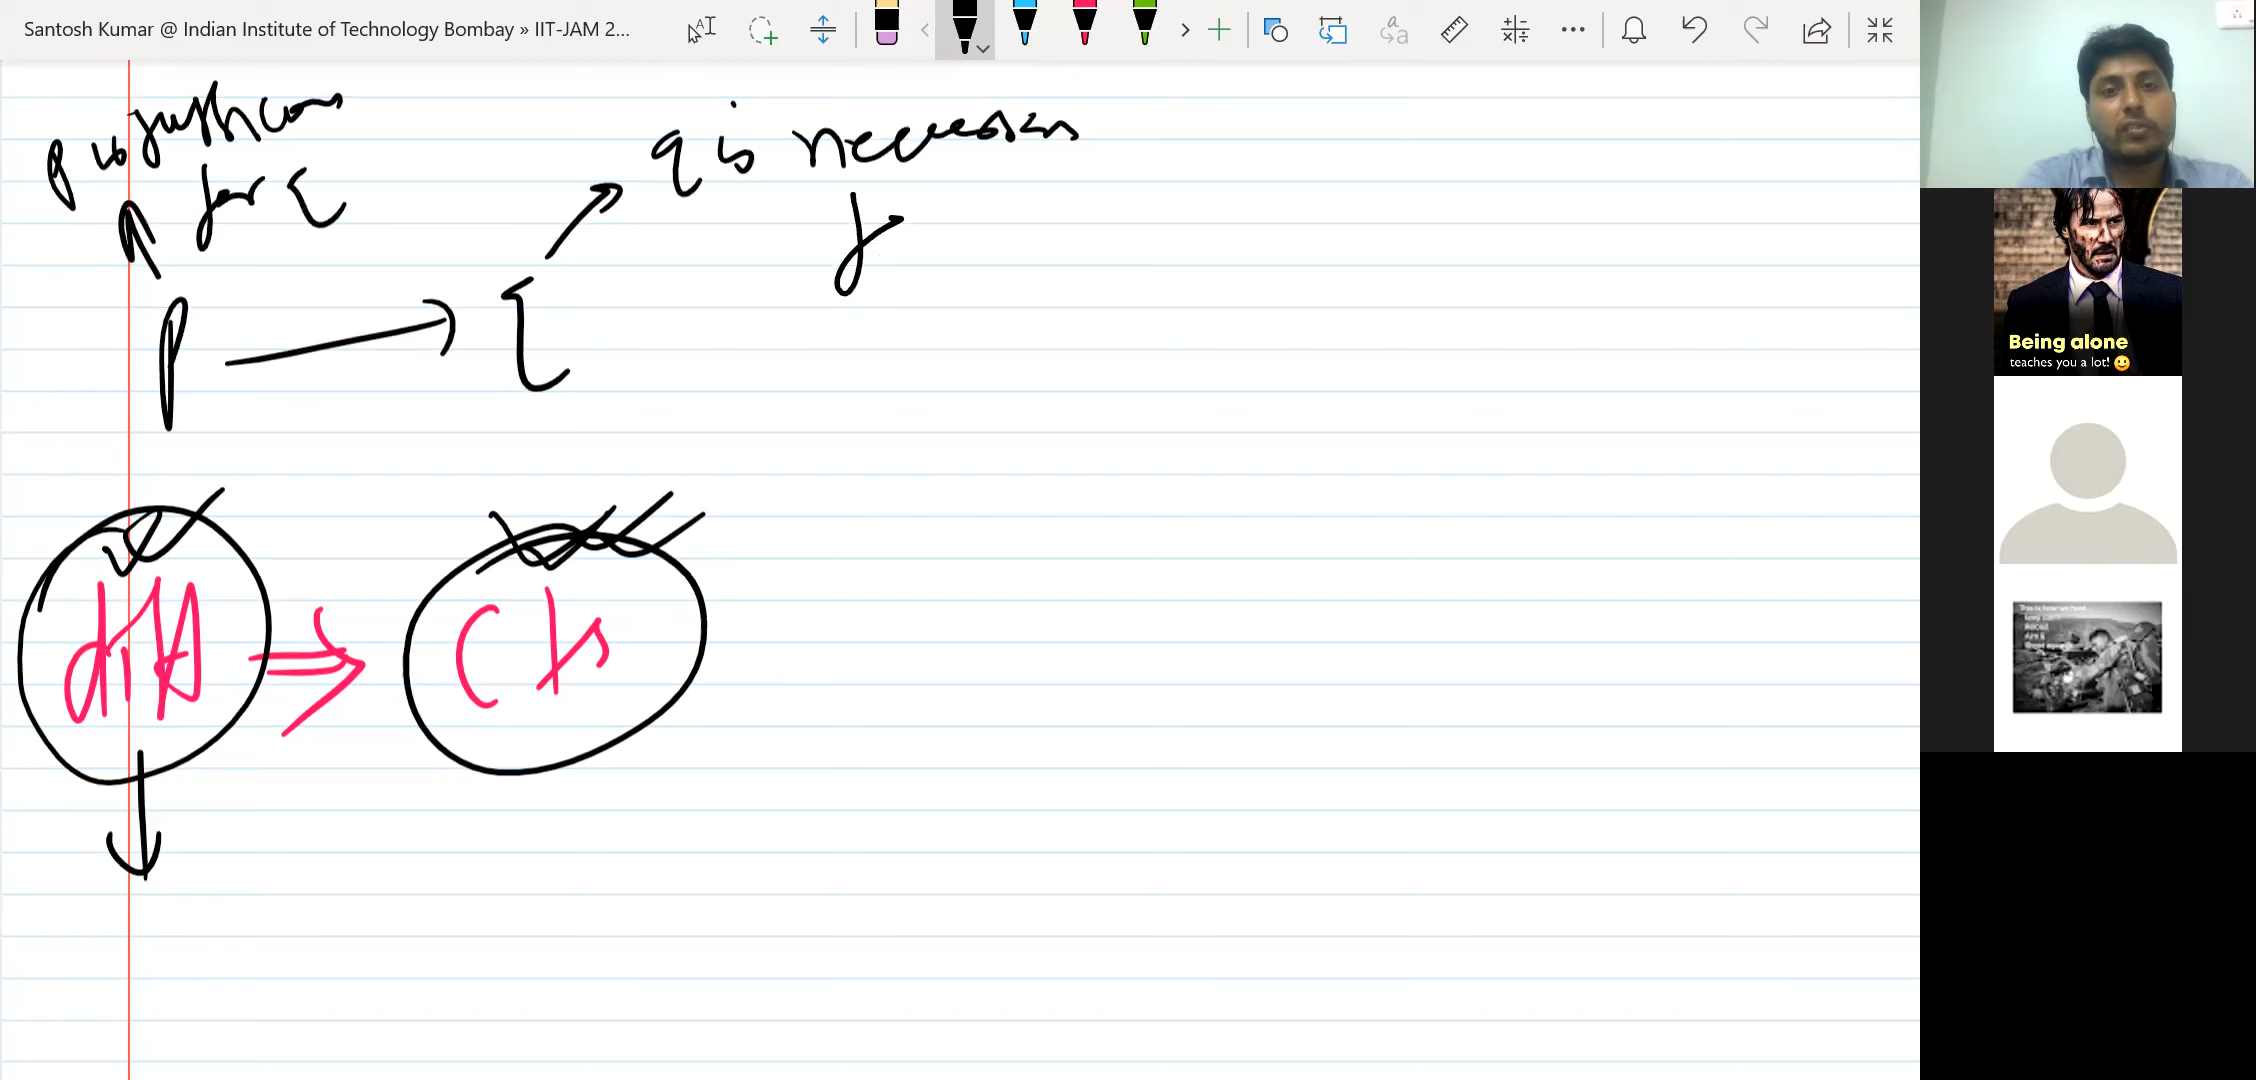 Santosh Kumar @ Indian Institute of Technology Bombay » IIT-JAM 2...
p is sufficient
for q
q is necessary
f
p → q
diff ⇒ Cts
Being alone
teaches you a lot! 😀